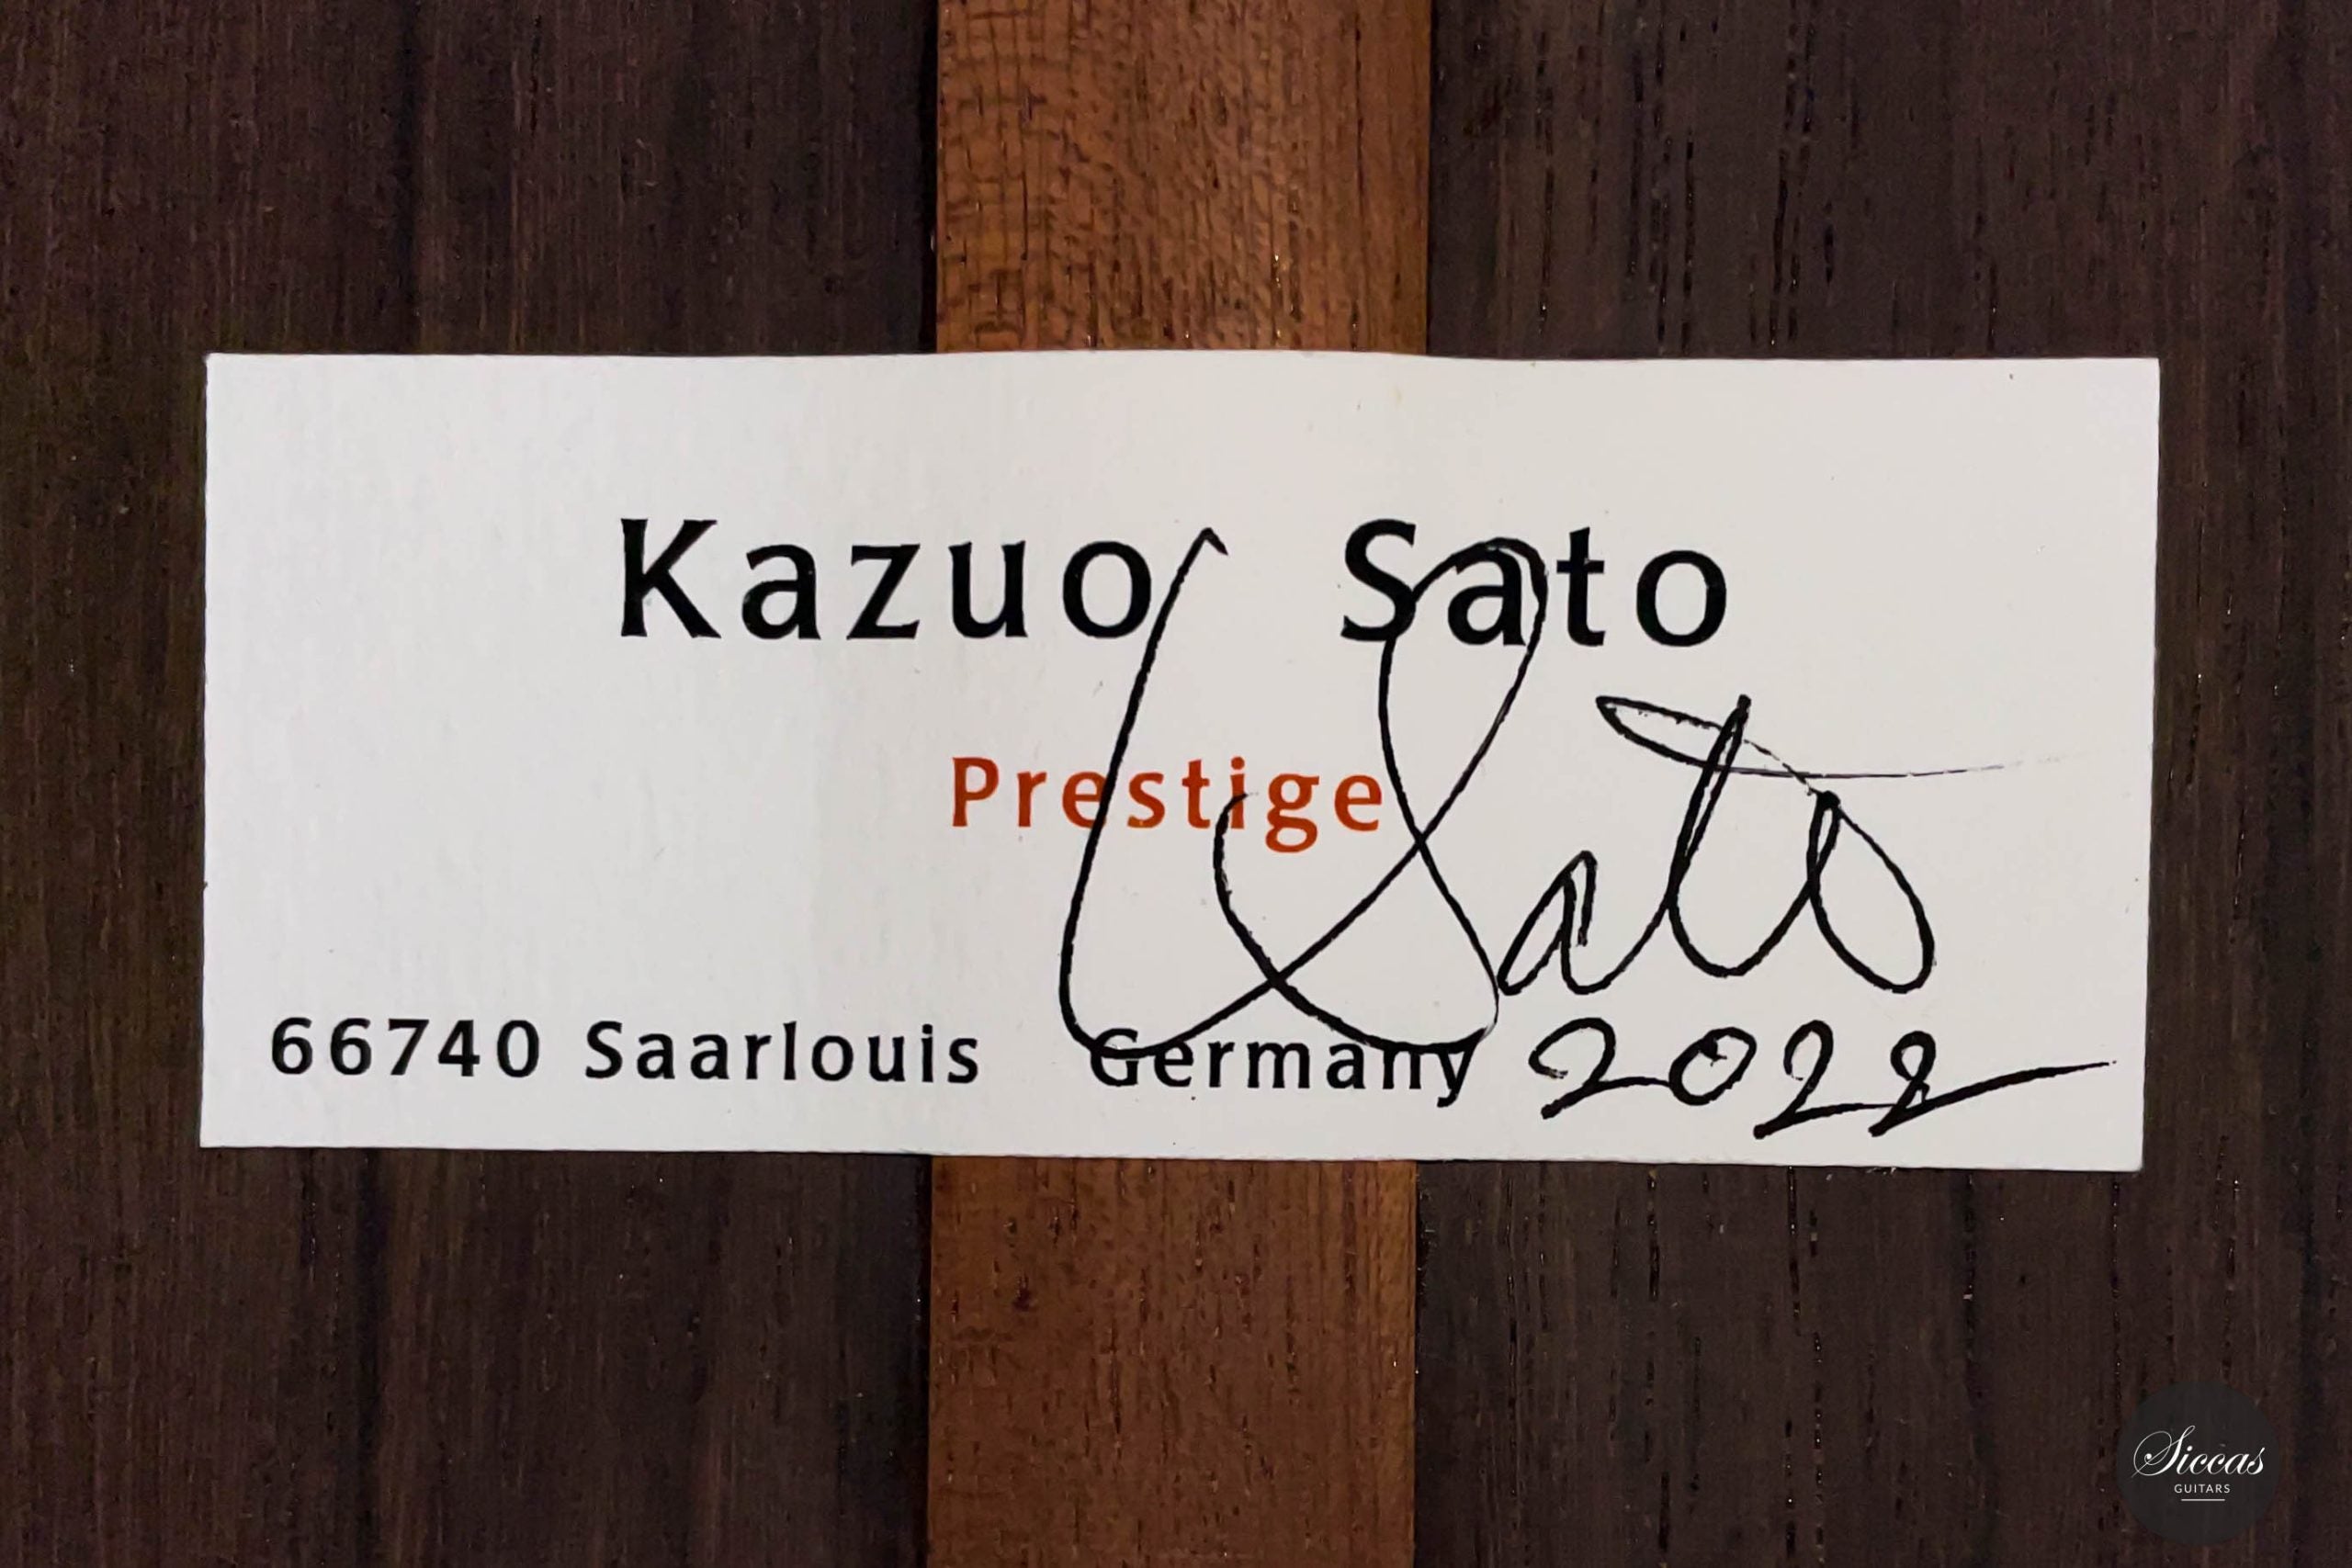 Kazuo Sato
Prestige
Sato
66740 Saarlouis Germany 2022
Siccas
GUITARS